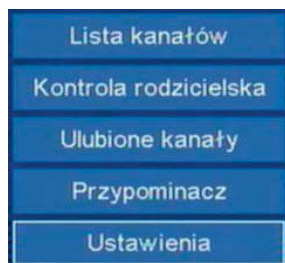 Lista kanałów
Kontrola rodzicielska
Ulubione kanały
Przypominacz
Ustawienia